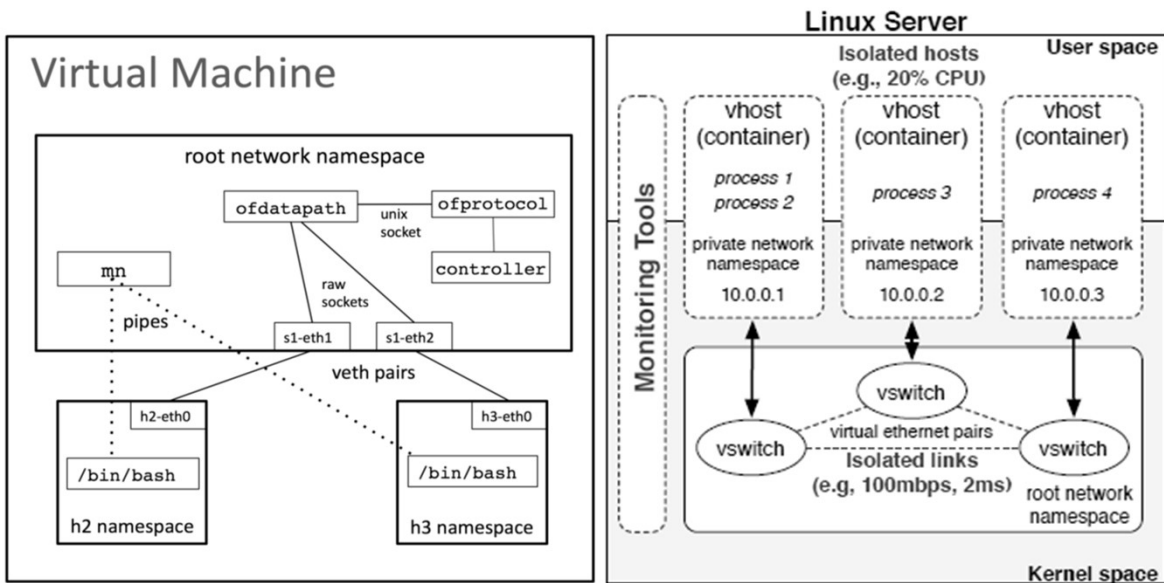 Virtual Machine
root network namespace
ofdatapath
unix
socket
ofprotocol
controller
mn
raw
sockets
pipes
s1-eth1
s1-eth2
veth pairs
h2-eth0
h3-eth0
/bin/bash
/bin/bash
h2 namespace
h3 namespace
Linux Server
User space
Isolated hosts
(e.g., 20% CPU)
Monitoring Tools
vhost
(container)
process 1
process 2
private network
namespace
10.0.0.1
vhost
(container)
process 3
private network
namespace
10.0.0.2
vhost
(container)
process 4
private network
namespace
10.0.0.3
vswitch
vswitch
vswitch
virtual ethernet pairs
Isolated links
(e.g, 100mbps, 2ms)
root network
namespace
Kernel space